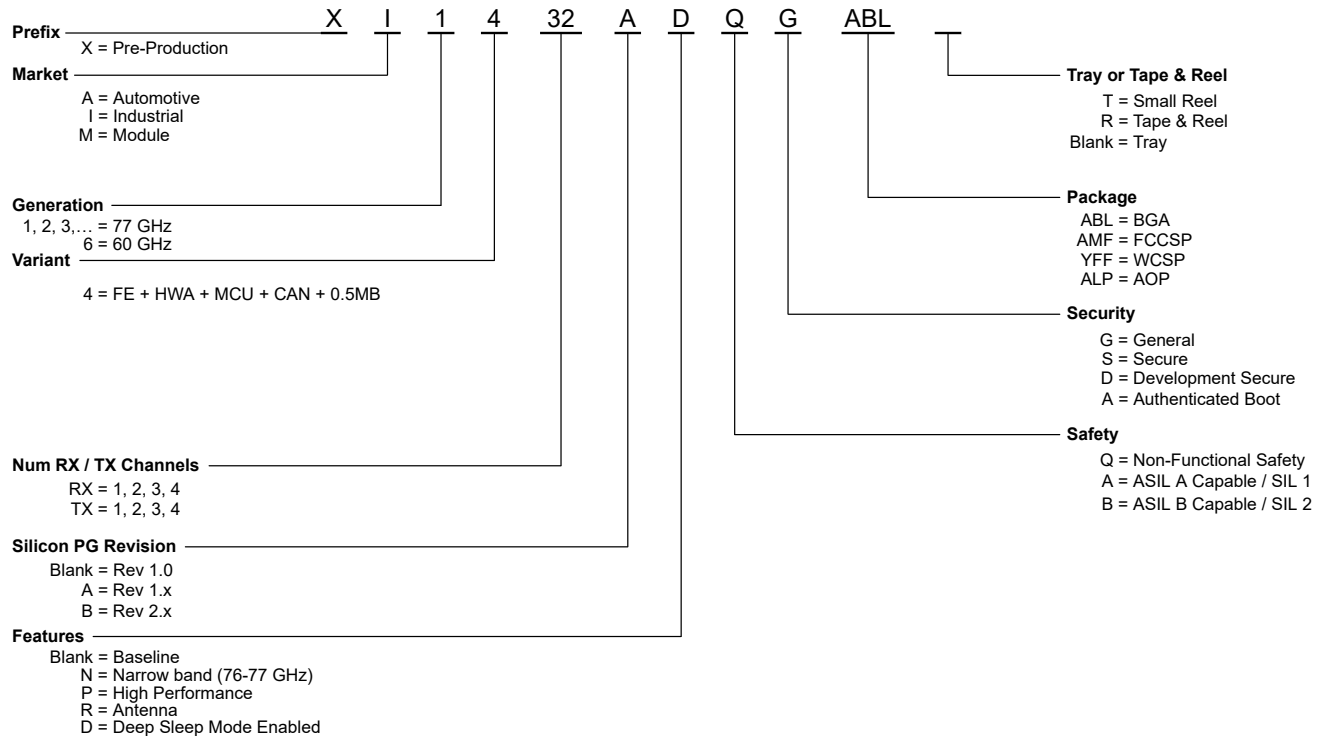 X I 1 4 32 A D Q G ABL
Prefix
X = Pre-Production
Market
A = Automotive
I = Industrial
M = Module
Generation
1, 2, 3,... = 77 GHz
6 = 60 GHz
Variant
4 = FE + HWA + MCU + CAN + 0.5MB
Num RX / TX Channels
RX = 1, 2, 3, 4
TX = 1, 2, 3, 4
Silicon PG Revision
Blank = Rev 1.0
A = Rev 1.x
B = Rev 2.x
Features
Blank = Baseline
N = Narrow band (76-77 GHz)
P = High Performance
R = Antenna
D = Deep Sleep Mode Enabled
Tray or Tape & Reel
T = Small Reel
R = Tape & Reel
Blank = Tray
Package
ABL = BGA
AMF = FCCSP
YFF = WCSP
ALP = AOP
Security
G = General
S = Secure
D = Development Secure
A = Authenticated Boot
Safety
Q = Non-Functional Safety
A = ASIL A Capable / SIL 1
B = ASIL B Capable / SIL 2